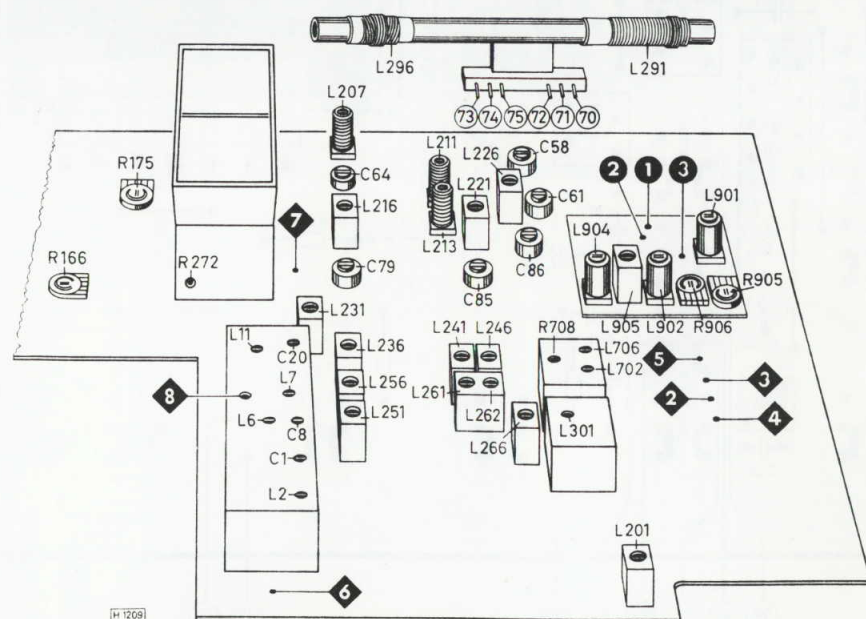 L296
L291
L207
73 74 75 72 71 70
L211
L226
C58
R175
C64
L221
2 1 3
L901
L216
C61
7
L904
L213
R166
R272
C79
C86
R905
C85
L905 L902 R906
L231
L11
C20
L236
L241 L246
R708
L706
5
L702
L7
L256
3
8
L261
L262
2
L6
C8
L251
L301
4
L266
C1
L2
L201
6
H 1209